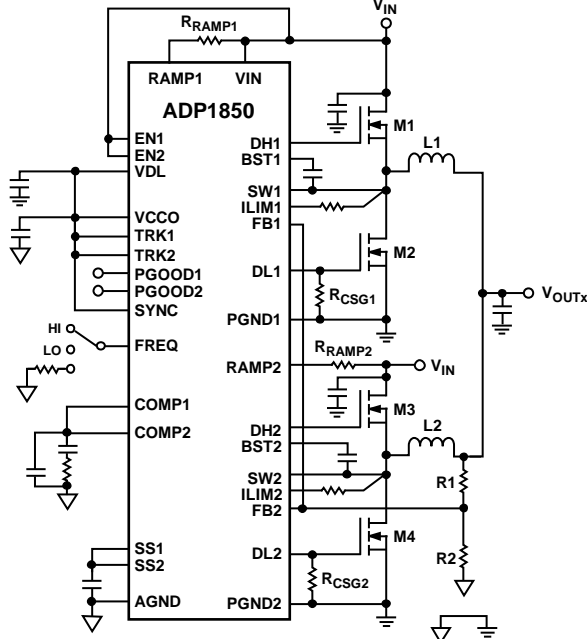 VIN
RRAMP1
RAMP1
VIN
ADP1850
EN1
EN2
VDL
VCCO
TRK1
TRK2
PGOOD1
PGOOD2
SYNC
HI
LO
FREQ
COMP1
COMP2
SS1
SS2
AGND
DH1
BST1
SW1
ILIM1
FB1
DL1
PGND1
RAMP2
DH2
BST2
SW2
ILIM2
FB2
DL2
PGND2
M1
L1
M2
RCSG1
VOUTx
RRAMP2
VIN
M3
L2
R1
M4
R2
RCSG2